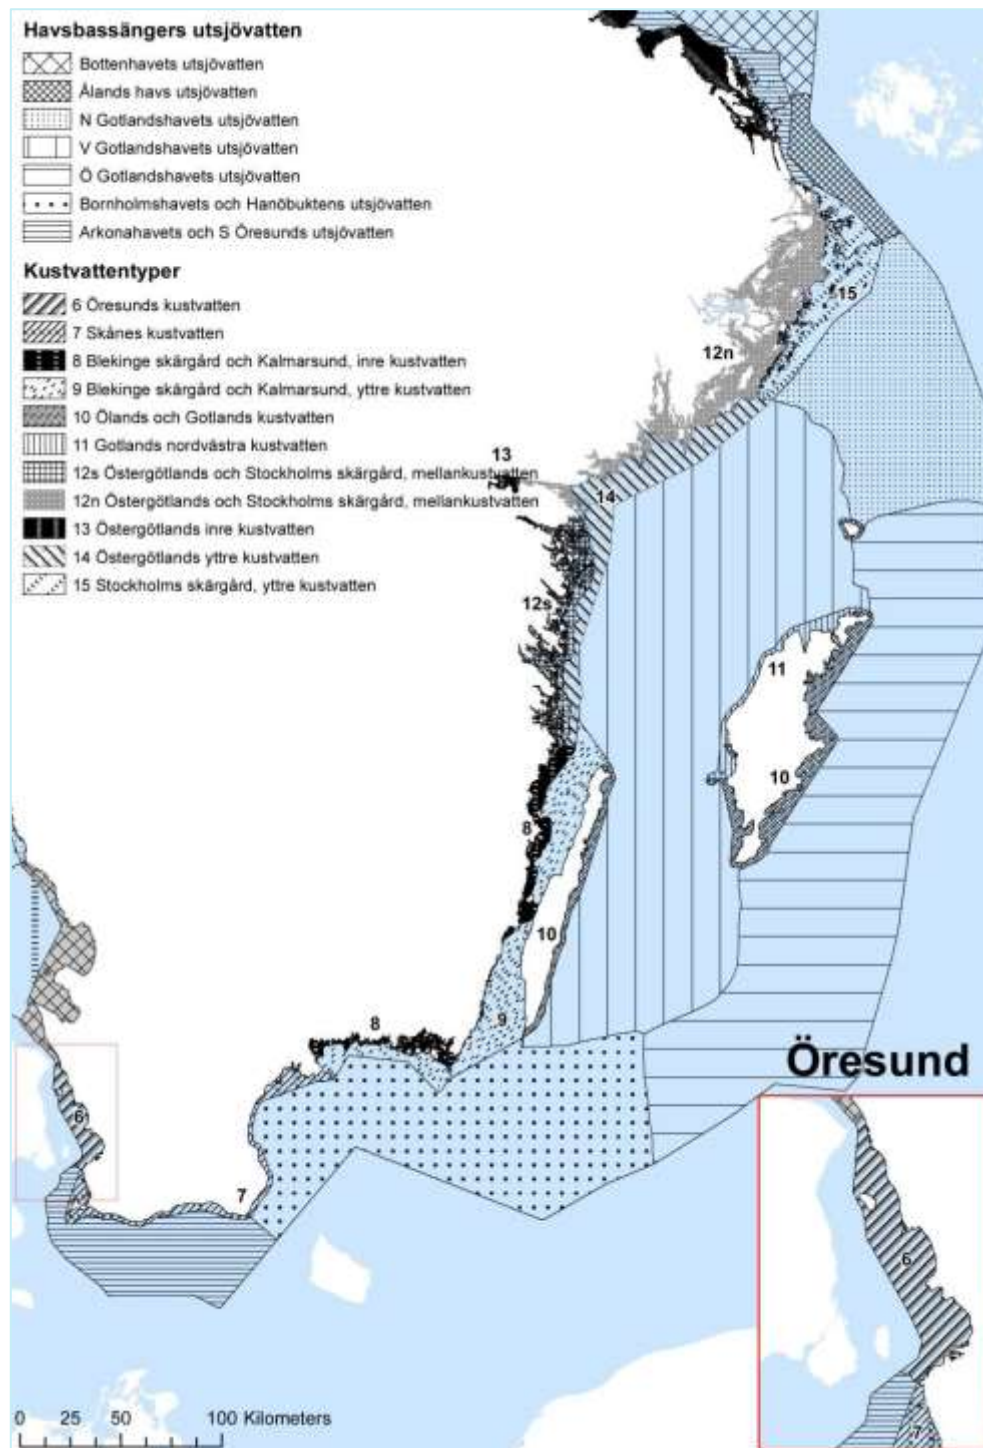 Havsbassängers utsjövatten
Bottenhavets utsjövatten
Ålands havs utsjövatten
N Gotlandshavets utsjövatten
V Gotlandshavets utsjövatten
Ö Gotlandshavets utsjövatten
Bornholmshavets och Hanöbuktens utsjövatten
Arkonahavets och S Öresunds utsjövatten
Kustvattentyper
6 Öresunds kustvatten
7 Skånes kustvatten
8 Blekinge skärgård och Kalmarsund, inre kustvatten
9 Blekinge skärgård och Kalmarsund, yttre kustvatten
10 Ölands och Gotlands kustvatten
11 Gotlands nordvästra kustvatten
12s Östergötlands och Stockholms skärgård, mellankustvatten
12n Östergötlands och Stockholms skärgård, mellankustvatten
13 Östergötlands inre kustvatten
14 Östergötlands yttre kustvatten
15 Stockholms skärgård, yttre kustvatten
15
12n
13
14
12s
11
10
8
10
9
8
6
7
Öresund
6
7
0 25 50 100 Kilometers